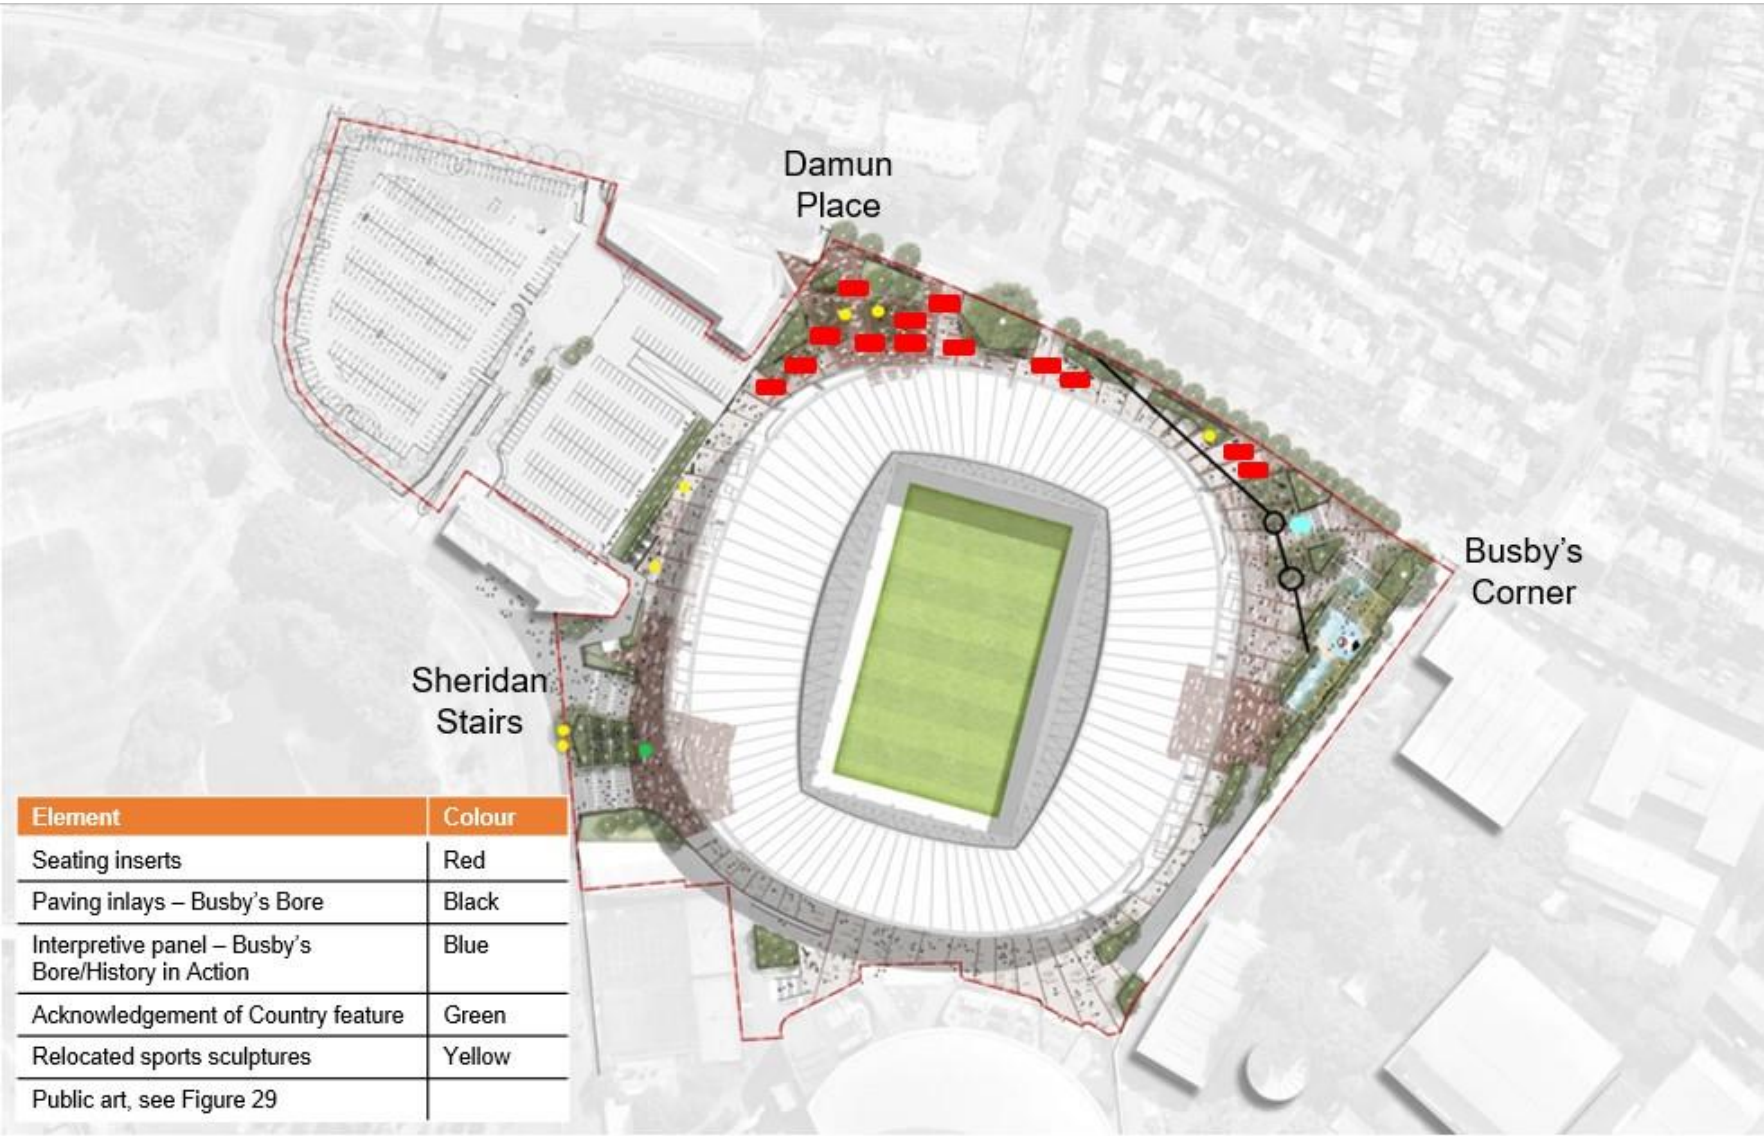 Damun
Place
Busby's
Corner
Sheridan
Stairs
Element Colour
Seating inserts Red
Paving inlays – Busby's Bore Black
Interpretive panel – Busby's Blue
Bore/History in Action
Acknowledgement of Country feature Green
Relocated sports sculptures Yellow
Public art, see Figure 29